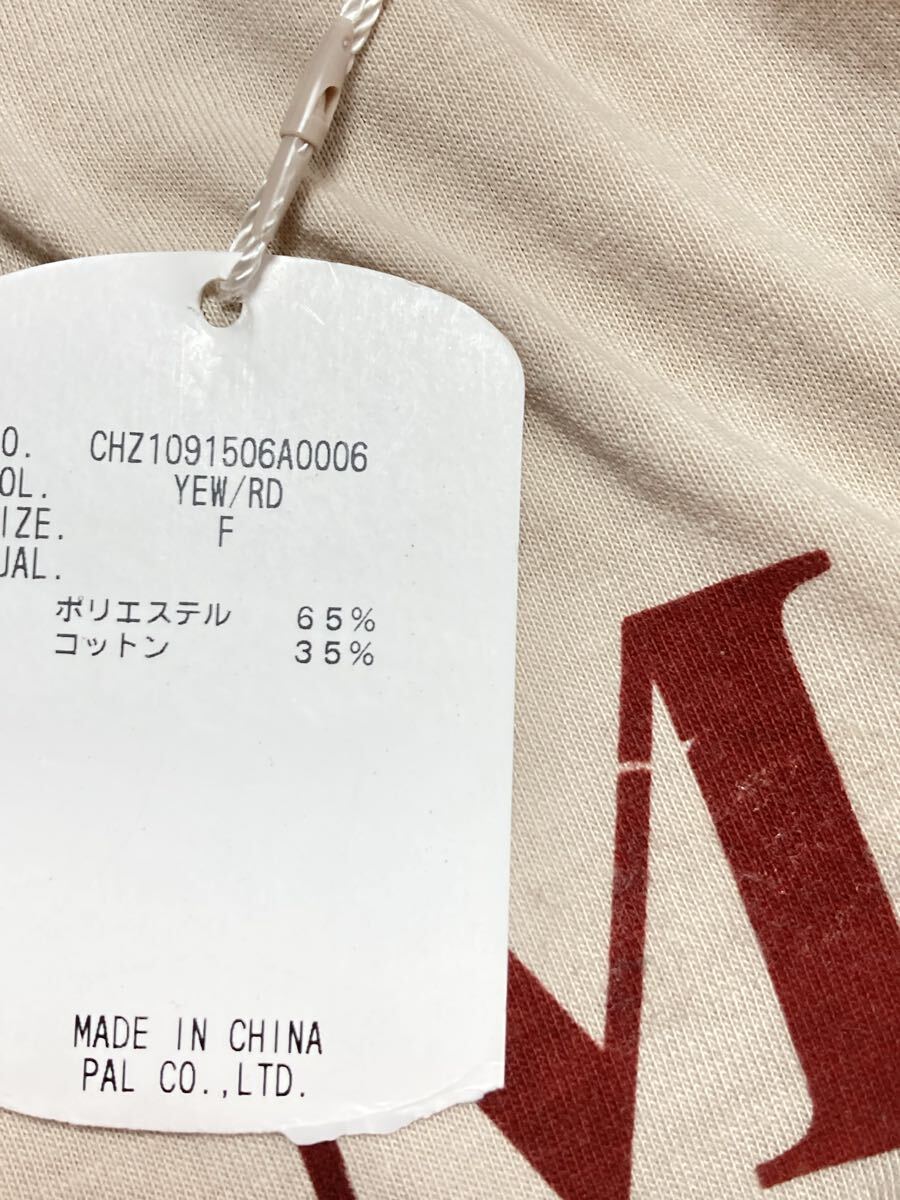 O. CHZ1091506A0006
OL. YEW/RD
IZE. F
UAL.
ポリエステル 65%
コットン 35%
MADE IN CHINA
PAL CO.,LTD.
M